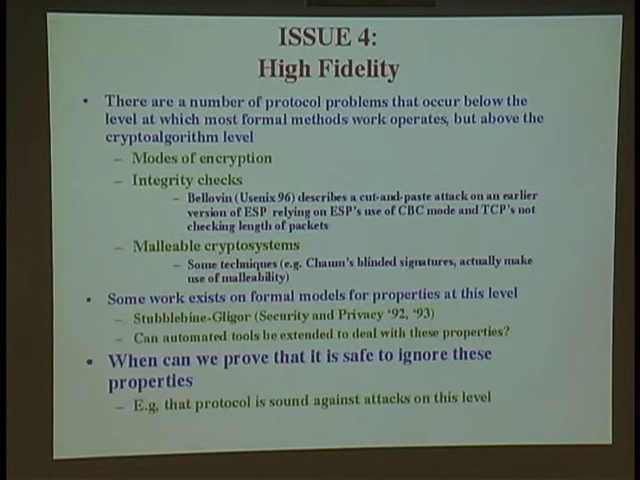 ISSUE 4:
High Fidelity
• There are a number of protocol problems that occur below the
level at which most formal methods work operates, but above the
cryptoalgorithm level
– Modes of encryption
– Integrity checks
– Bellovin (Usenix 96) describes a cut-and-paste attack on an earlier
version of ESP relying on ESP's use of CBC mode and TCP's not
checking length of packets
– Malleable cryptosystems
– Some techniques (e.g. Chaum's blinded signatures, actually make
use of malleability)
• Some work exists on formal models for properties at this level
– Stubblebine-Gligor (Security and Privacy '92, '93)
– Can automated tools be extended to deal with these properties?
• When can we prove that it is safe to ignore these
properties
– E.g, that protocol is sound against attacks on this level